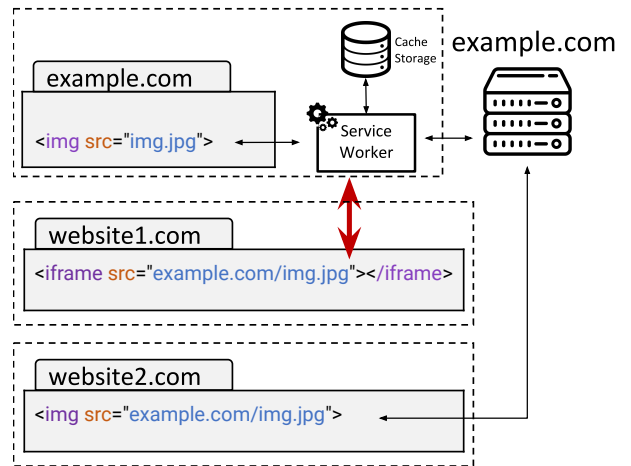 Cache
Storage
example.com
example.com
<img src="img.jpg">
Service
Worker
website1.com
<iframe src="example.com/img.jpg"></iframe>
website2.com
<img src="example.com/img.jpg">